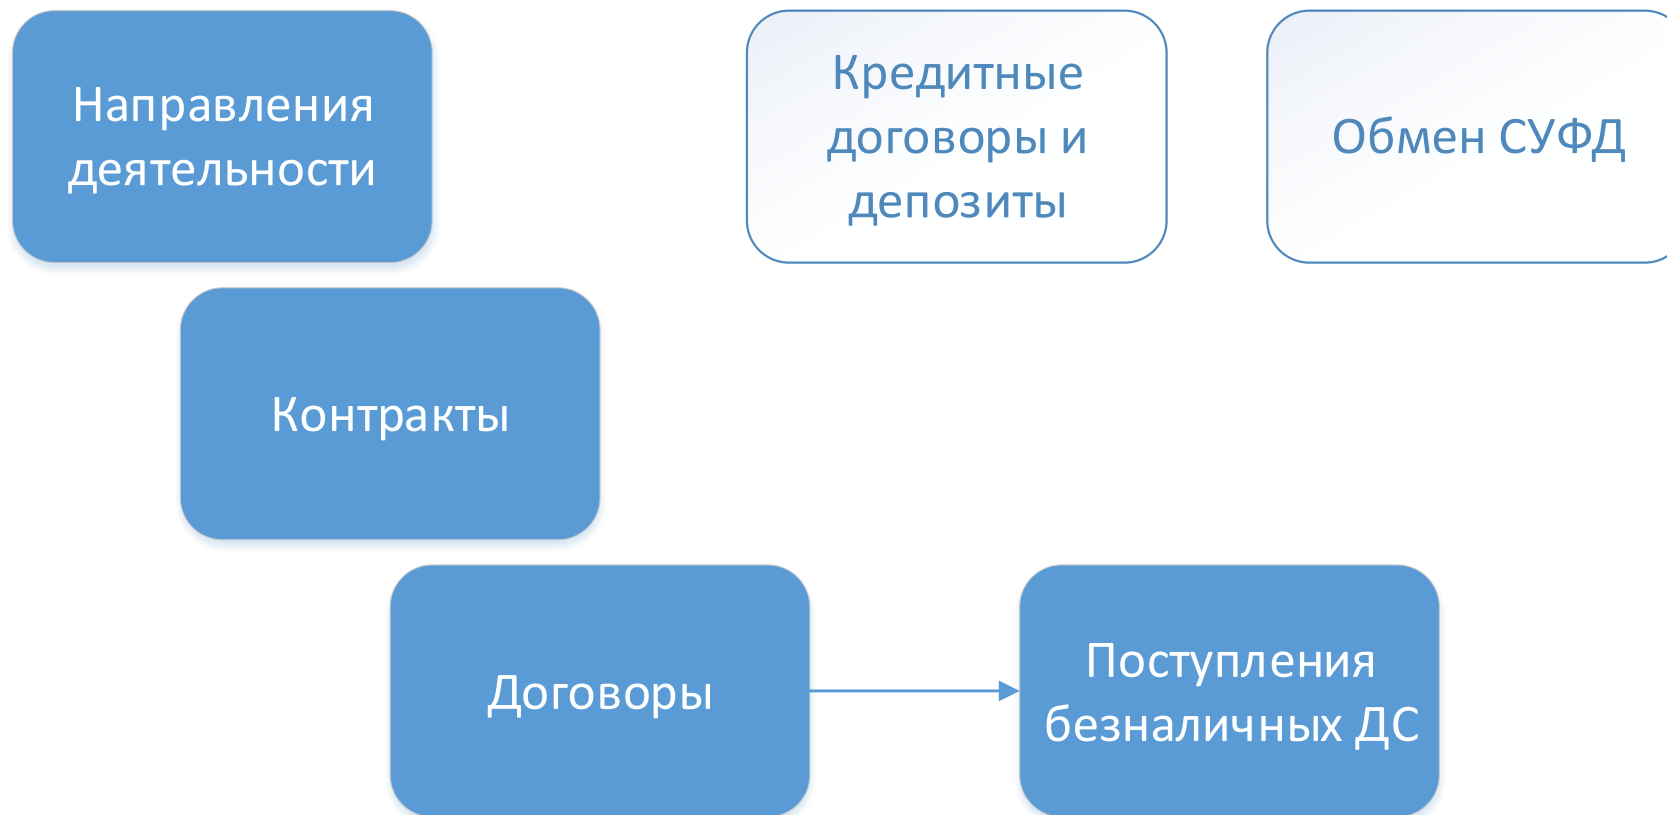 Направления
деятельности
Кредитные
договоры и
депозиты
Обмен СУФД
Контракты
Договоры
Поступления
безналичных ДС